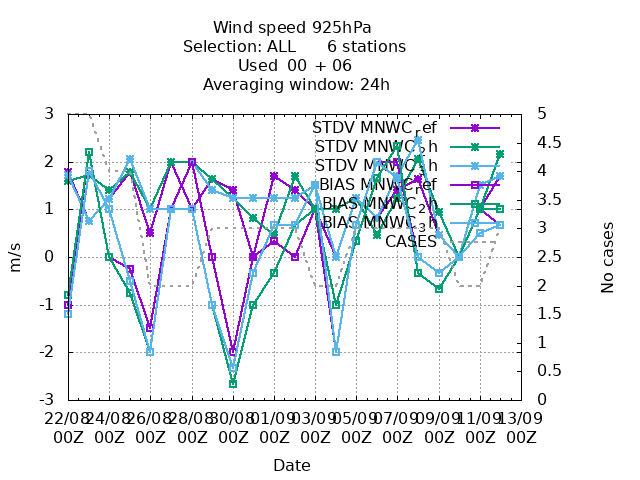 Wind speed 925hPa
Selection: ALL 6 stations
Used 00 + 06
Averaging window: 24h
3
2
1
0
-1
-2
-3
m/s
5
4.5
4
3.5
3
2.5
2
1.5
1
0.5
0
No cases
STDV MNWC_ref
STDV MNWC_2h
STDV MNWC_3h
BIAS MNWC_ref
BIAS MNWC_2h
BIAS MNWC_3h
CASES
22/08 24/08 26/08 28/08 30/08 01/09 03/09 05/09 07/09 09/09 11/09 13/09
00Z 00Z 00Z 00Z 00Z 00Z 00Z 00Z 00Z 00Z 00Z 00Z
Date